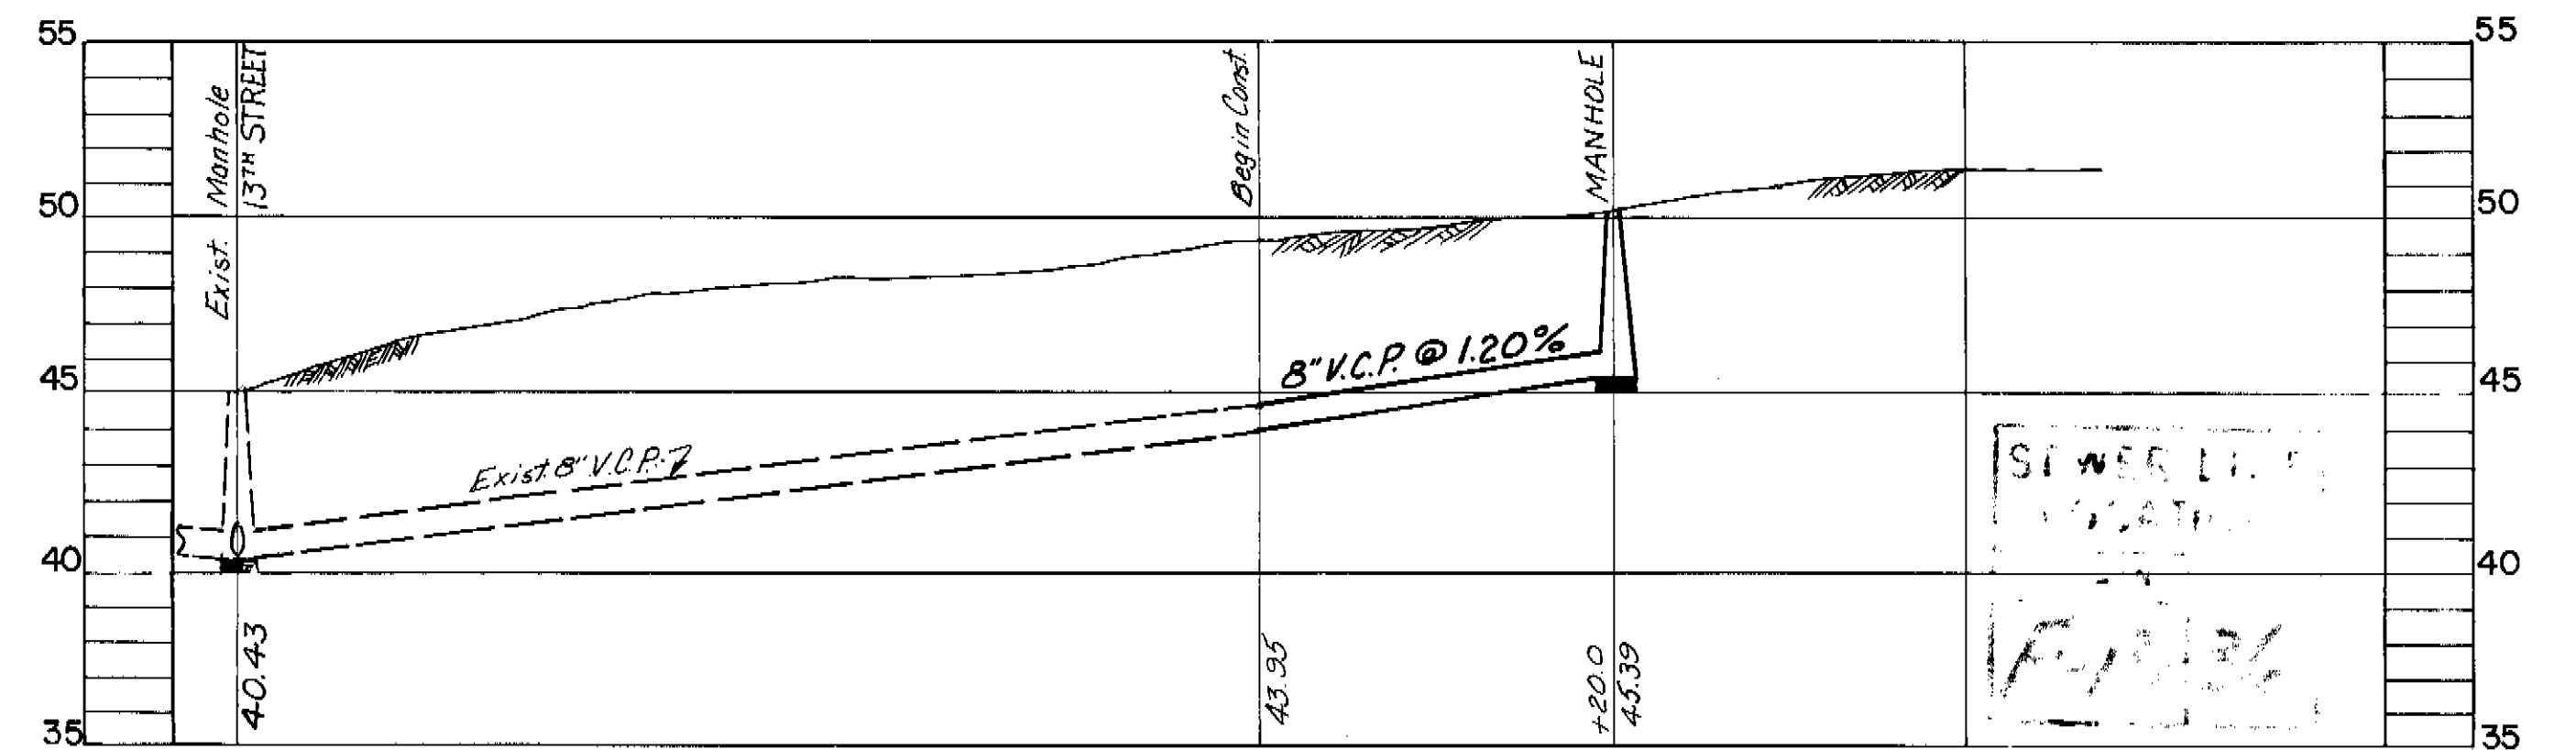 55
55
Exist. Manhole
13TH STREET
Begin Const.
MANHOLE
50
50
8" V.C.P. @ 1.20%
45
45
Exist. 8" V.C.P.
SEWER
40
40
40.43
43.95
+20.0
45.39
35
35